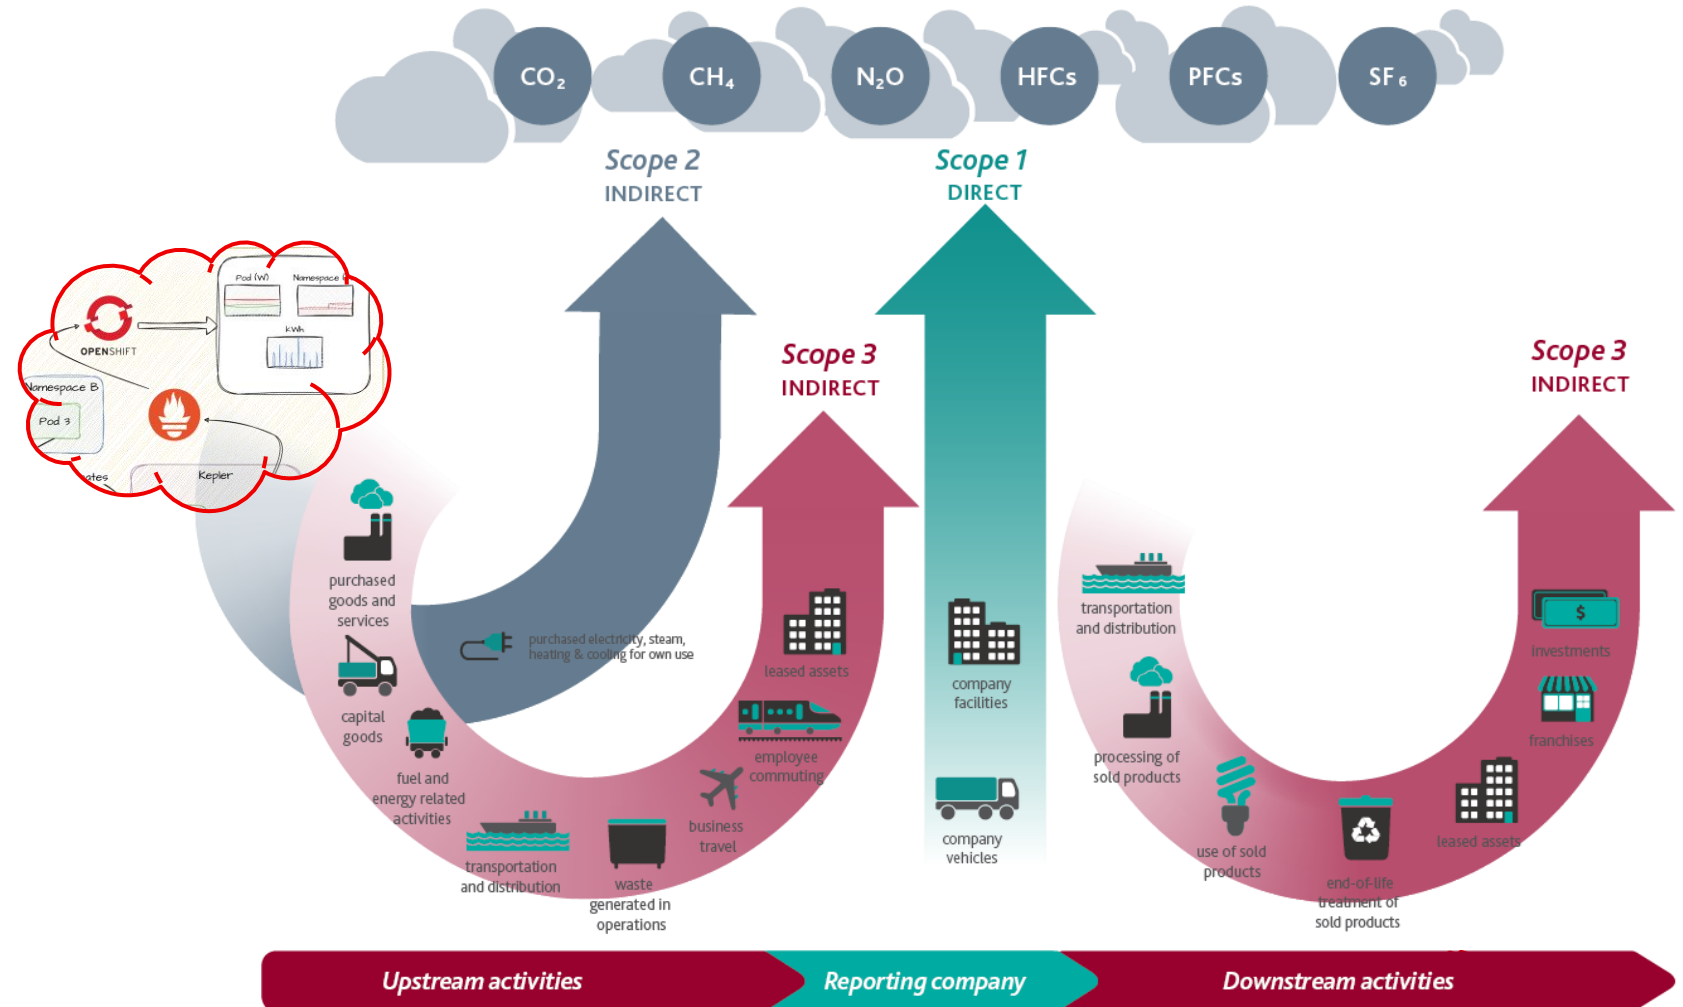 CO₂
CH₄
N₂O
HFCs
PFCs
SF₆
Scope 2
INDIRECT
Scope 1
DIRECT
Pod (W)
Namespace
kWh
OPENSHIFT
Namespace B
Pod 3
Kepler
Scope 3
INDIRECT
Scope 3
INDIRECT
purchased
goods and
services
capital
goods
fuel and
energy related
activities
transportation
and distribution
waste
generated in
operations
business
travel
employee
commuting
leased assets
purchased electricity, steam,
heating & cooling for own use
company
facilities
company
vehicles
transportation
and distribution
processing of
sold products
use of sold
products
end-of-life
treatment of
sold products
leased assets
franchises
investments
$
Upstream activities
Reporting company
Downstream activities